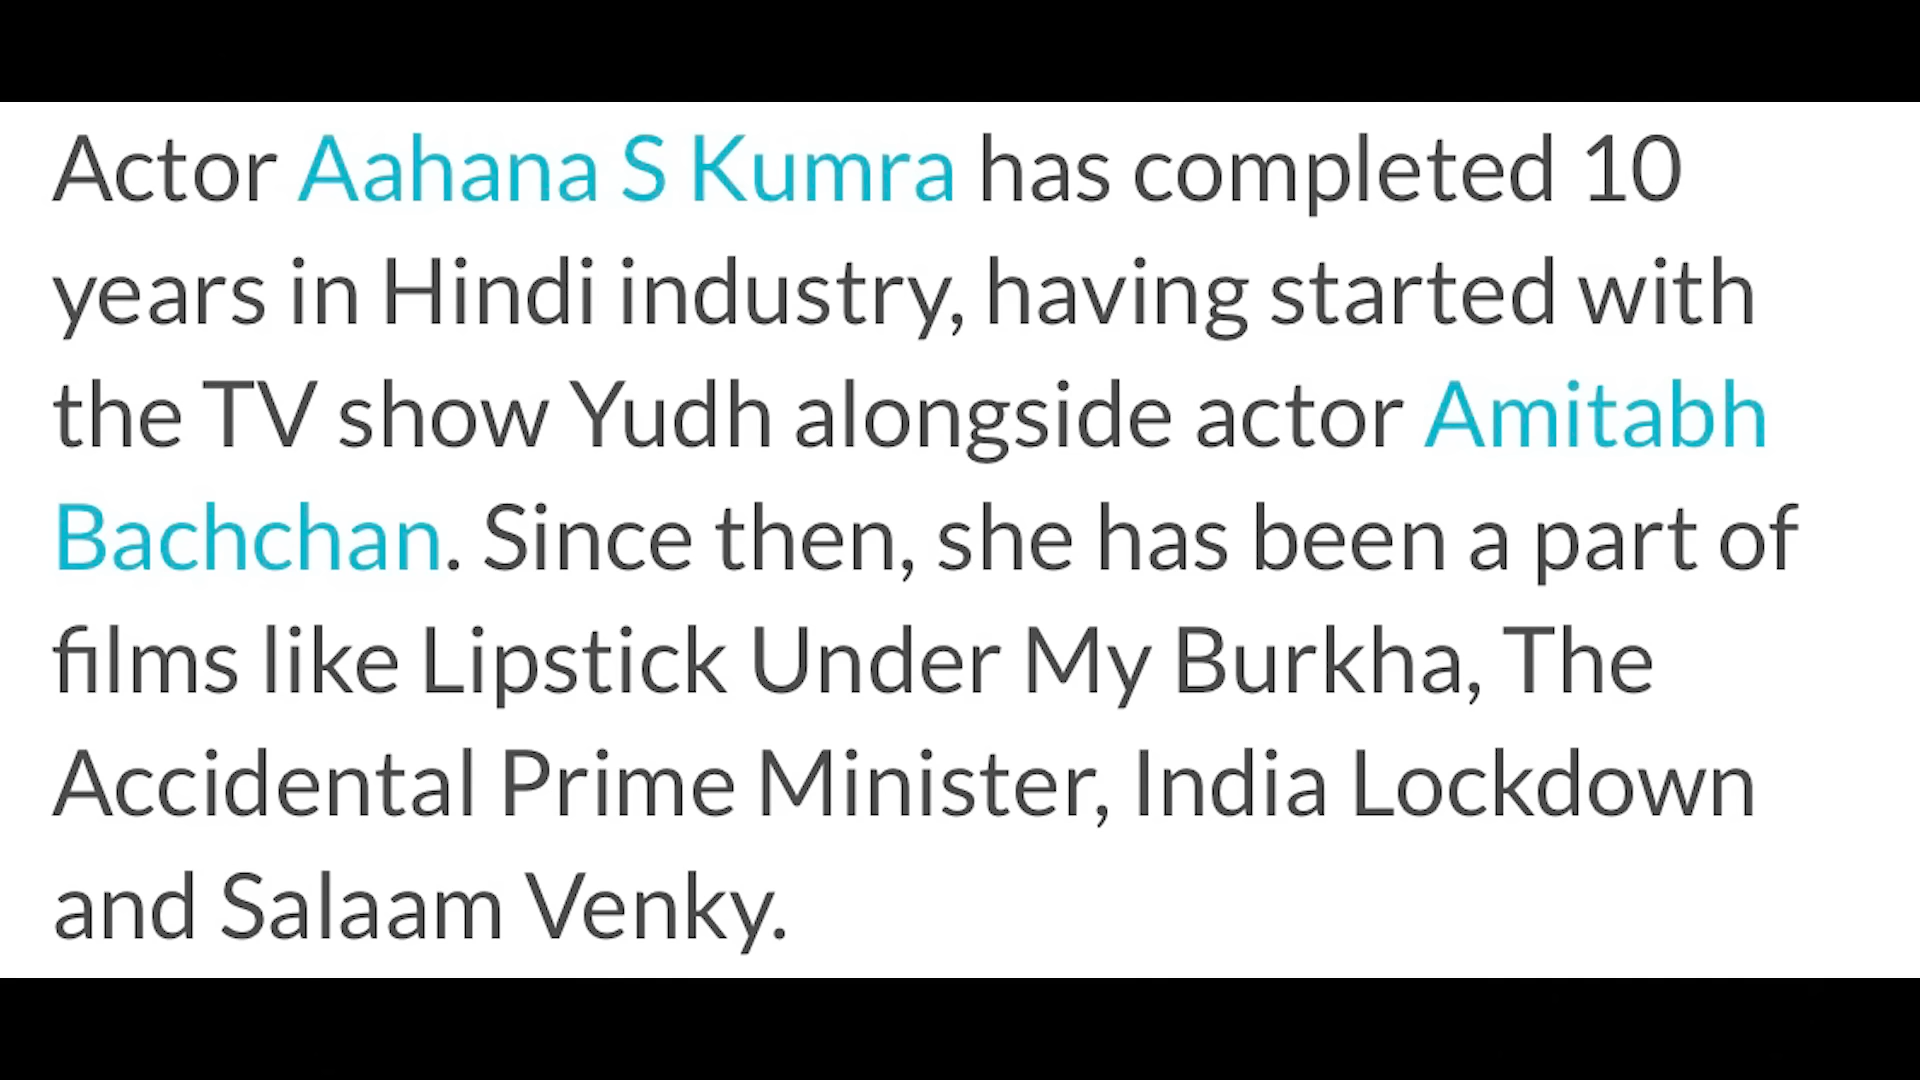 Actor Aahana S Kumra has completed 10
years in Hindi industry, having started with
the TV show Yudh alongside actor Amitabh
Bachchan. Since then, she has been a part of
films like Lipstick Under My Burkha, The
Accidental Prime Minister, India Lockdown
and Salaam Venky.